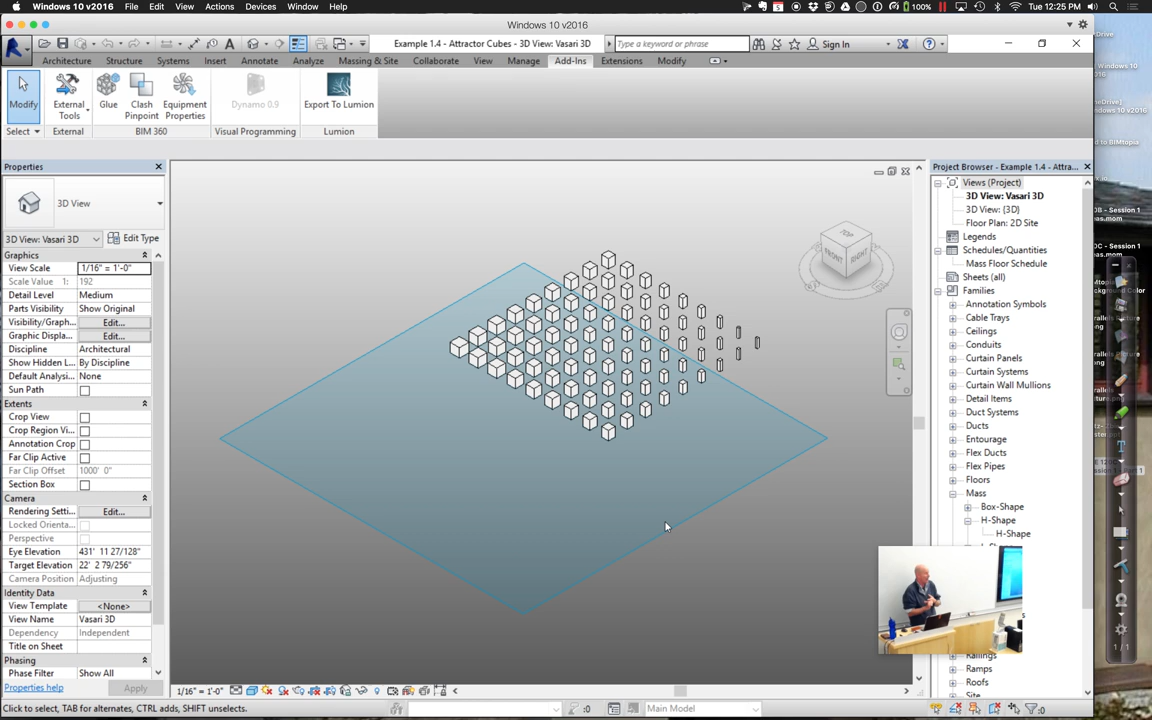 Windows 10 v2016 File Edit View Actions Devices Window Help 100% Tue 12:25 PM
Windows 10 v2016
Example 1.4 - Attractor Cubes - 3D View: Vasari 3D Type a keyword or phrase Sign In
Architecture Structure Systems Insert Annotate Analyze Massing & Site Collaborate View Manage Add-Ins Extensions Modify
Modify External Tools Glue Clash Pinpoint Equipment Properties Dynamo 0.9 Export To Lumion
Select External BIM 360 Visual Programming Lumion
Properties
3D View
3D View: Vasari 3D Edit Type
Graphics
View Scale 1/16" = 1'-0"
Scale Value 1: 192
Detail Level Medium
Parts Visibility Show Original
Visibility/Graph... Edit...
Graphic Displa... Edit...
Discipline Architectural
Show Hidden L... By Discipline
Default Analysi... None
Sun Path
Extents
Crop View
Crop Region Vi...
Annotation Crop
Far Clip Active
Far Clip Offset 1000' 0"
Section Box
Camera
Rendering Setti... Edit...
Locked Orienta...
Perspective
Eye Elevation 431' 11 27/128"
Target Elevation 22' 2 79/256"
Camera Position Adjusting
Identity Data
View Template <None>
View Name Vasari 3D
Dependency Independent
Title on Sheet
Phasing
Phase Filter Show All
Properties help Apply
TOP
FRONT RIGHT
Project Browser - Example 1.4 - Attra...
Views (Project)
3D View: Vasari 3D
3D View: {3D}
Floor Plan: 2D Site
Legends
Schedules/Quantities
Mass Floor Schedule
Sheets (all)
Families
Annotation Symbols
Cable Trays
Ceilings
Conduits
Curtain Panels
Curtain Systems
Curtain Wall Mullions
Detail Items
Duct Systems
Ducts
Entourage
Flex Ducts
Flex Pipes
Floors
Mass
Box-Shape
H-Shape
H-Shape
Railings
Ramps
Roofs
Site
1/16" = 1'-0"
Click to select, TAB for alternates, CTRL adds, SHIFT unselects. :0 Main Model :0
1 / 1